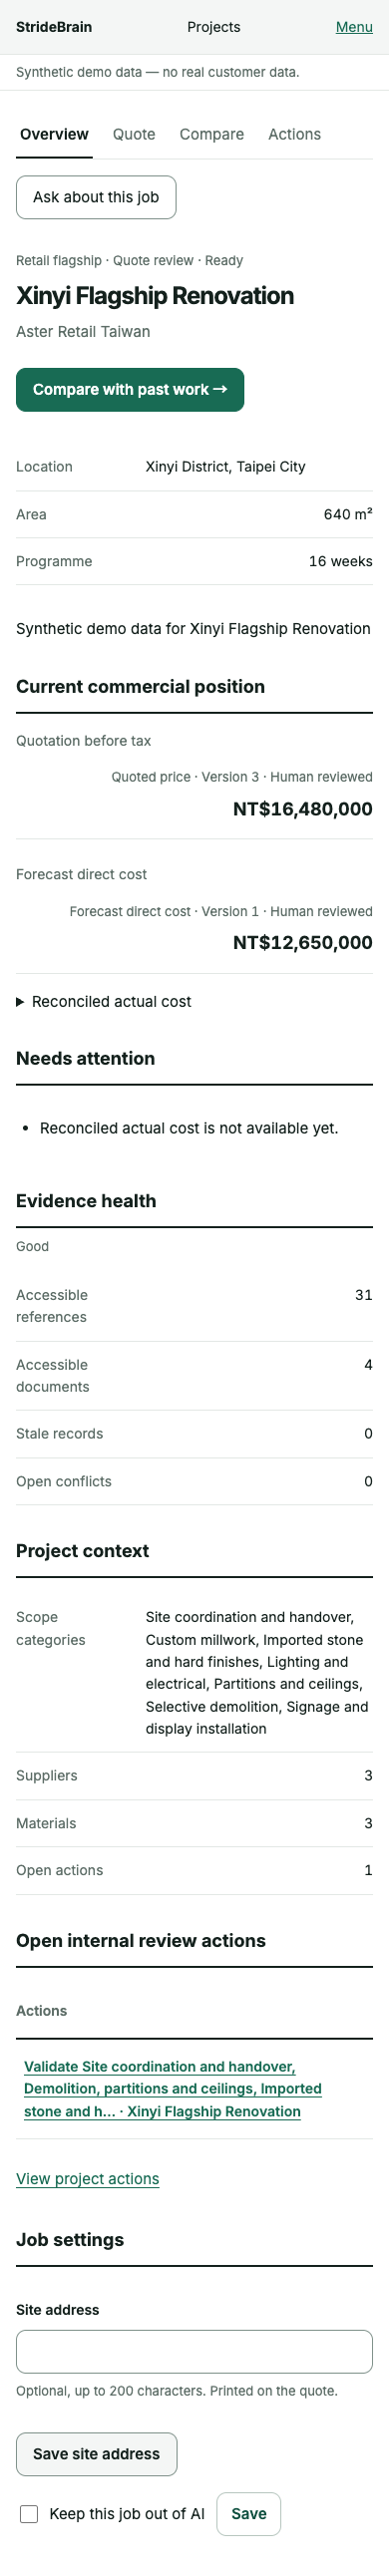 StrideBrain Projects Menu
Synthetic demo data — no real customer data.
Overview Quote Compare Actions
Ask about this job
Retail flagship · Quote review · Ready
Xinyi Flagship Renovation
Aster Retail Taiwan
Compare with past work →
Location Xinyi District, Taipei City
Area 640 m²
Programme 16 weeks
Synthetic demo data for Xinyi Flagship Renovation
Current commercial position
Quotation before tax
Quoted price · Version 3 · Human reviewed
NT$16,480,000
Forecast direct cost
Forecast direct cost · Version 1 · Human reviewed
NT$12,650,000
Reconciled actual cost
Needs attention
• Reconciled actual cost is not available yet.
Evidence health
Good
Accessible references 31
Accessible documents 4
Stale records 0
Open conflicts 0
Project context
Scope categories
Site coordination and handover,
Custom millwork, Imported stone
and hard finishes, Lighting and
electrical, Partitions and ceilings,
Selective demolition, Signage and
display installation
Suppliers 3
Materials 3
Open actions 1
Open internal review actions
Actions
Validate Site coordination and handover,
Demolition, partitions and ceilings, Imported
stone and h... · Xinyi Flagship Renovation
View project actions
Job settings
Site address
Optional, up to 200 characters. Printed on the quote.
Save site address
Keep this job out of AI Save